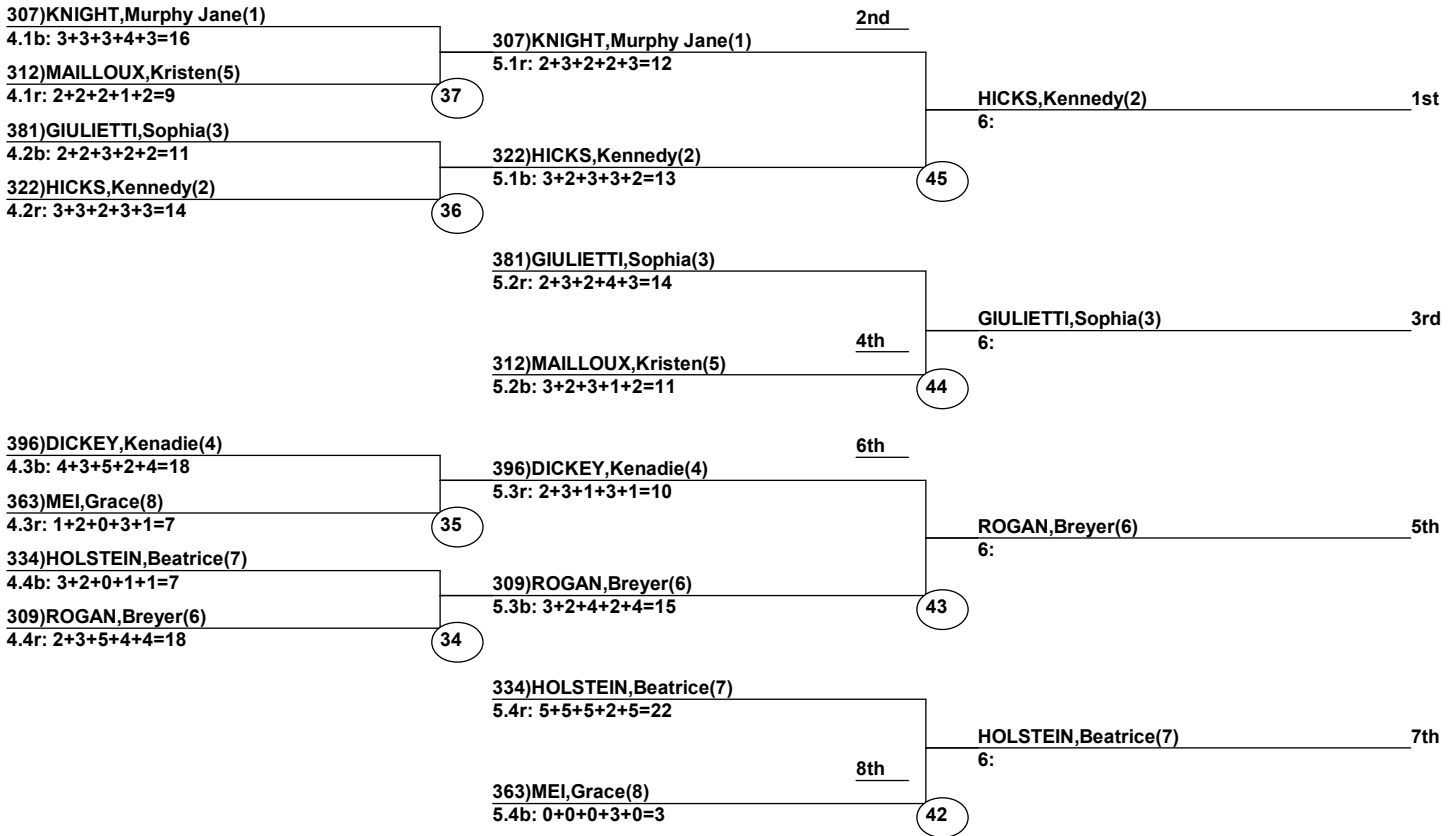 307)KNIGHT,Murphy Jane(1)
4.1b: 3+3+3+4+3=16
312)MAILLOUX,Kristen(5)
4.1r: 2+2+2+1+2=9
37
381)GIULIETTI,Sophia(3)
4.2b: 2+2+3+2+2=11
322)HICKS,Kennedy(2)
4.2r: 3+3+2+3+3=14
36
307)KNIGHT,Murphy Jane(1)
5.1r: 2+3+2+2+3=12
322)HICKS,Kennedy(2)
5.1b: 3+2+3+3+2=13
45
2nd
HICKS,Kennedy(2)
6:
1st
381)GIULIETTI,Sophia(3)
5.2r: 2+3+2+4+3=14
312)MAILLOUX,Kristen(5)
5.2b: 3+2+3+1+2=11
44
4th
GIULIETTI,Sophia(3)
6:
3rd
396)DICKEY,Kenadie(4)
4.3b: 4+3+5+2+4=18
363)MEI,Grace(8)
4.3r: 1+2+0+3+1=7
35
334)HOLSTEIN,Beatrice(7)
4.4b: 3+2+0+1+1=7
309)ROGAN,Breyer(6)
4.4r: 2+3+5+4+4=18
34
396)DICKEY,Kenadie(4)
5.3r: 2+3+1+3+1=10
309)ROGAN,Breyer(6)
5.3b: 3+2+4+2+4=15
43
6th
ROGAN,Breyer(6)
6:
5th
334)HOLSTEIN,Beatrice(7)
5.4r: 5+5+5+2+5=22
363)MEI,Grace(8)
5.4b: 0+0+0+3+0=3
42
8th
HOLSTEIN,Beatrice(7)
6:
7th